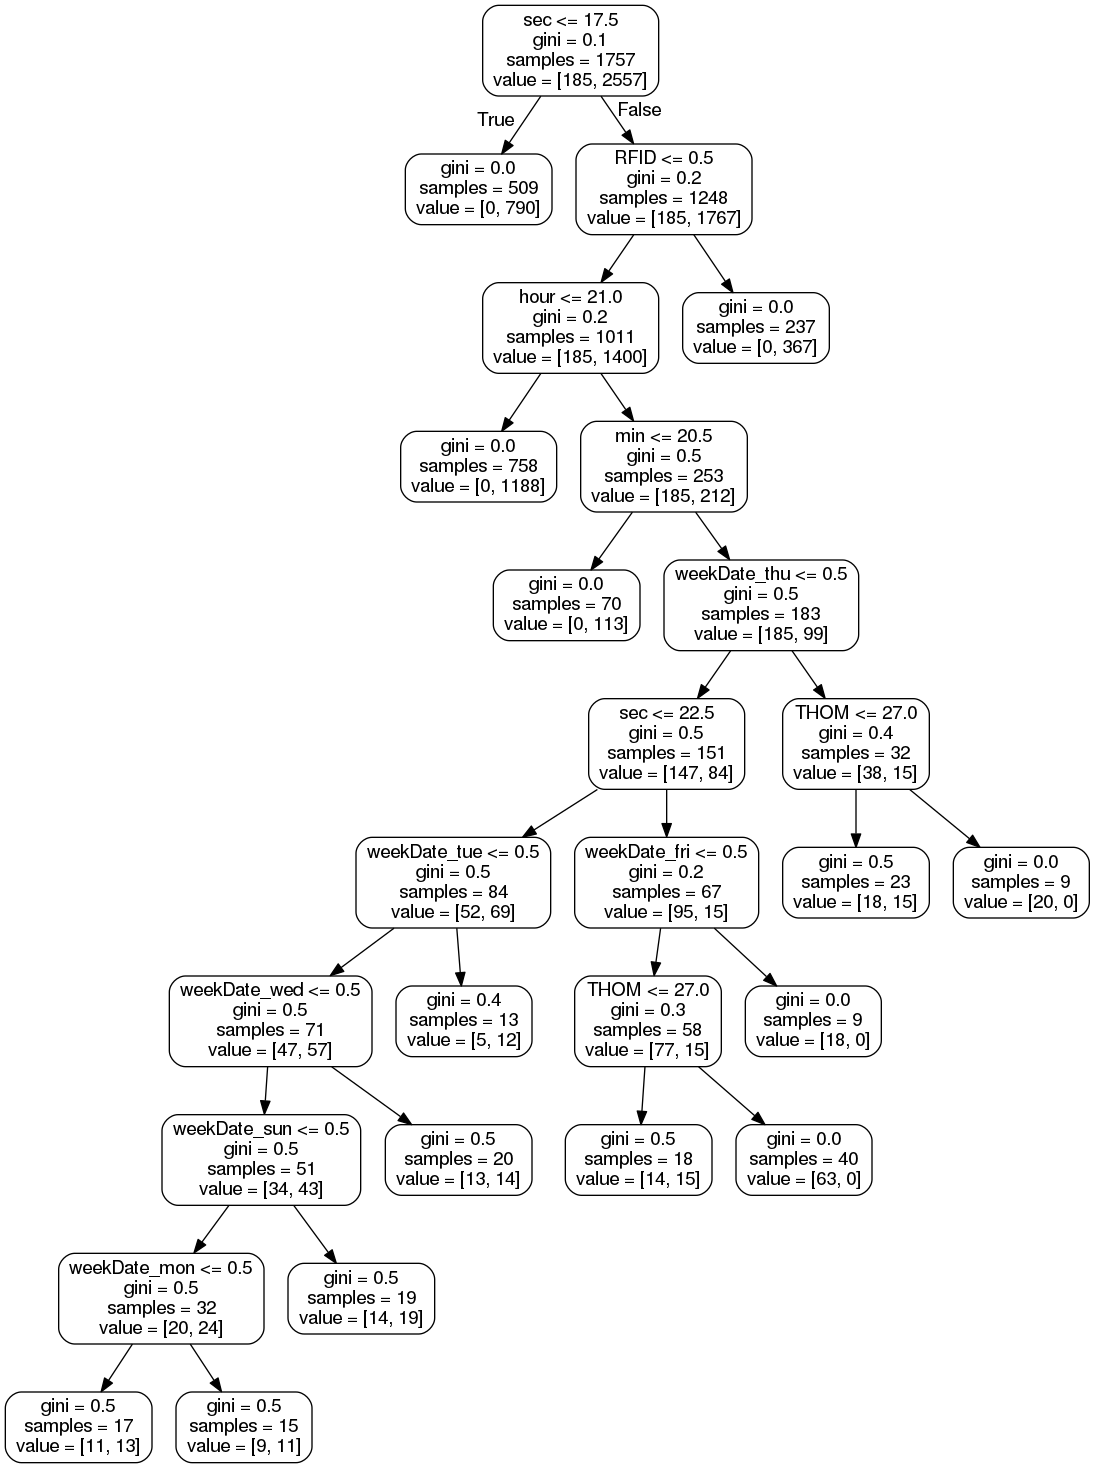 sec <= 17.5
gini = 0.1
samples = 1757
value = [185, 2557]
True
False
gini = 0.0
samples = 509
value = [0, 790]
RFID <= 0.5
gini = 0.2
samples = 1248
value = [185, 1767]
hour <= 21.0
gini = 0.2
samples = 1011
value = [185, 1400]
gini = 0.0
samples = 237
value = [0, 367]
gini = 0.0
samples = 758
value = [0, 1188]
min <= 20.5
gini = 0.5
samples = 253
value = [185, 212]
gini = 0.0
samples = 70
value = [0, 113]
weekDate_thu <= 0.5
gini = 0.5
samples = 183
value = [185, 99]
sec <= 22.5
gini = 0.5
samples = 151
value = [147, 84]
THOM <= 27.0
gini = 0.4
samples = 32
value = [38, 15]
weekDate_tue <= 0.5
gini = 0.5
samples = 84
value = [52, 69]
weekDate_fri <= 0.5
gini = 0.2
samples = 67
value = [95, 15]
gini = 0.5
samples = 23
value = [18, 15]
gini = 0.0
samples = 9
value = [20, 0]
weekDate_wed <= 0.5
gini = 0.5
samples = 71
value = [47, 57]
gini = 0.4
samples = 13
value = [5, 12]
THOM <= 27.0
gini = 0.3
samples = 58
value = [77, 15]
gini = 0.0
samples = 9
value = [18, 0]
weekDate_sun <= 0.5
gini = 0.5
samples = 51
value = [34, 43]
gini = 0.5
samples = 20
value = [13, 14]
gini = 0.5
samples = 18
value = [14, 15]
gini = 0.0
samples = 40
value = [63, 0]
weekDate_mon <= 0.5
gini = 0.5
samples = 32
value = [20, 24]
gini = 0.5
samples = 19
value = [14, 19]
gini = 0.5
samples = 17
value = [11, 13]
gini = 0.5
samples = 15
value = [9, 11]